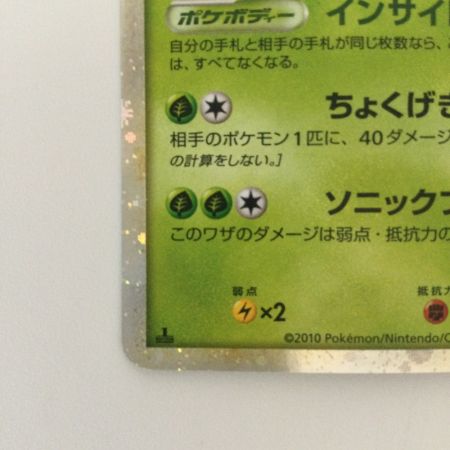 ポケボディー インサイ
自分の手札と相手の手札が同じ枚数なら、
は、すべてなくなる。
ちょくげき
相手のポケモン1匹に、40ダメージ
の計算をしない。]
ソニック
このワザのダメージは弱点・抵抗力の
弱点 抵抗力
×2
©2010 Pokémon/Nintendo/C
1